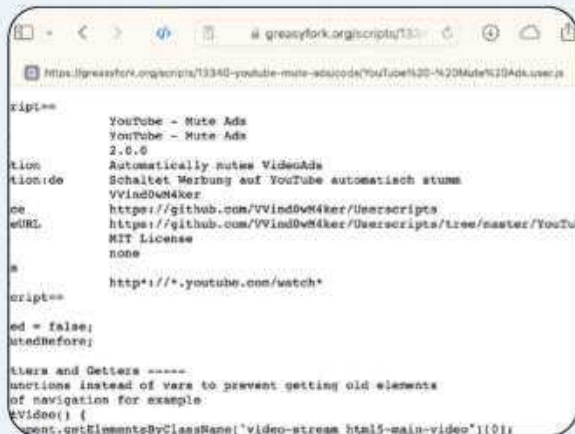 greasyfork.org/scripts/133
https://greasyfork.org/scripts/13340-youtube-mute-ads/code/YouTube%20-%20Mute%20Ads.user.js
ript==
YouTube - Mute Ads
YouTube - Mute Ads
2.0.0
tion Automatically mutes VideoAds
tion:de Schaltet Werbung auf YouTube automatisch stumm
VVind0wM4ker
ce https://github.com/VVind0wM4ker/Userscripts
eURL https://github.com/VVind0wM4ker/Userscripts/tree/master/YouTu
MIT License
none
s
http*://*.youtube.com/watch*
cript==
ed = false;
utedBefore;
tters and Getters -----
unctions instead of vars to prevent getting old elements
of navigation for example
tVideo() {
ument.getElementsByClassName("video-stream html5-main-video")[0];